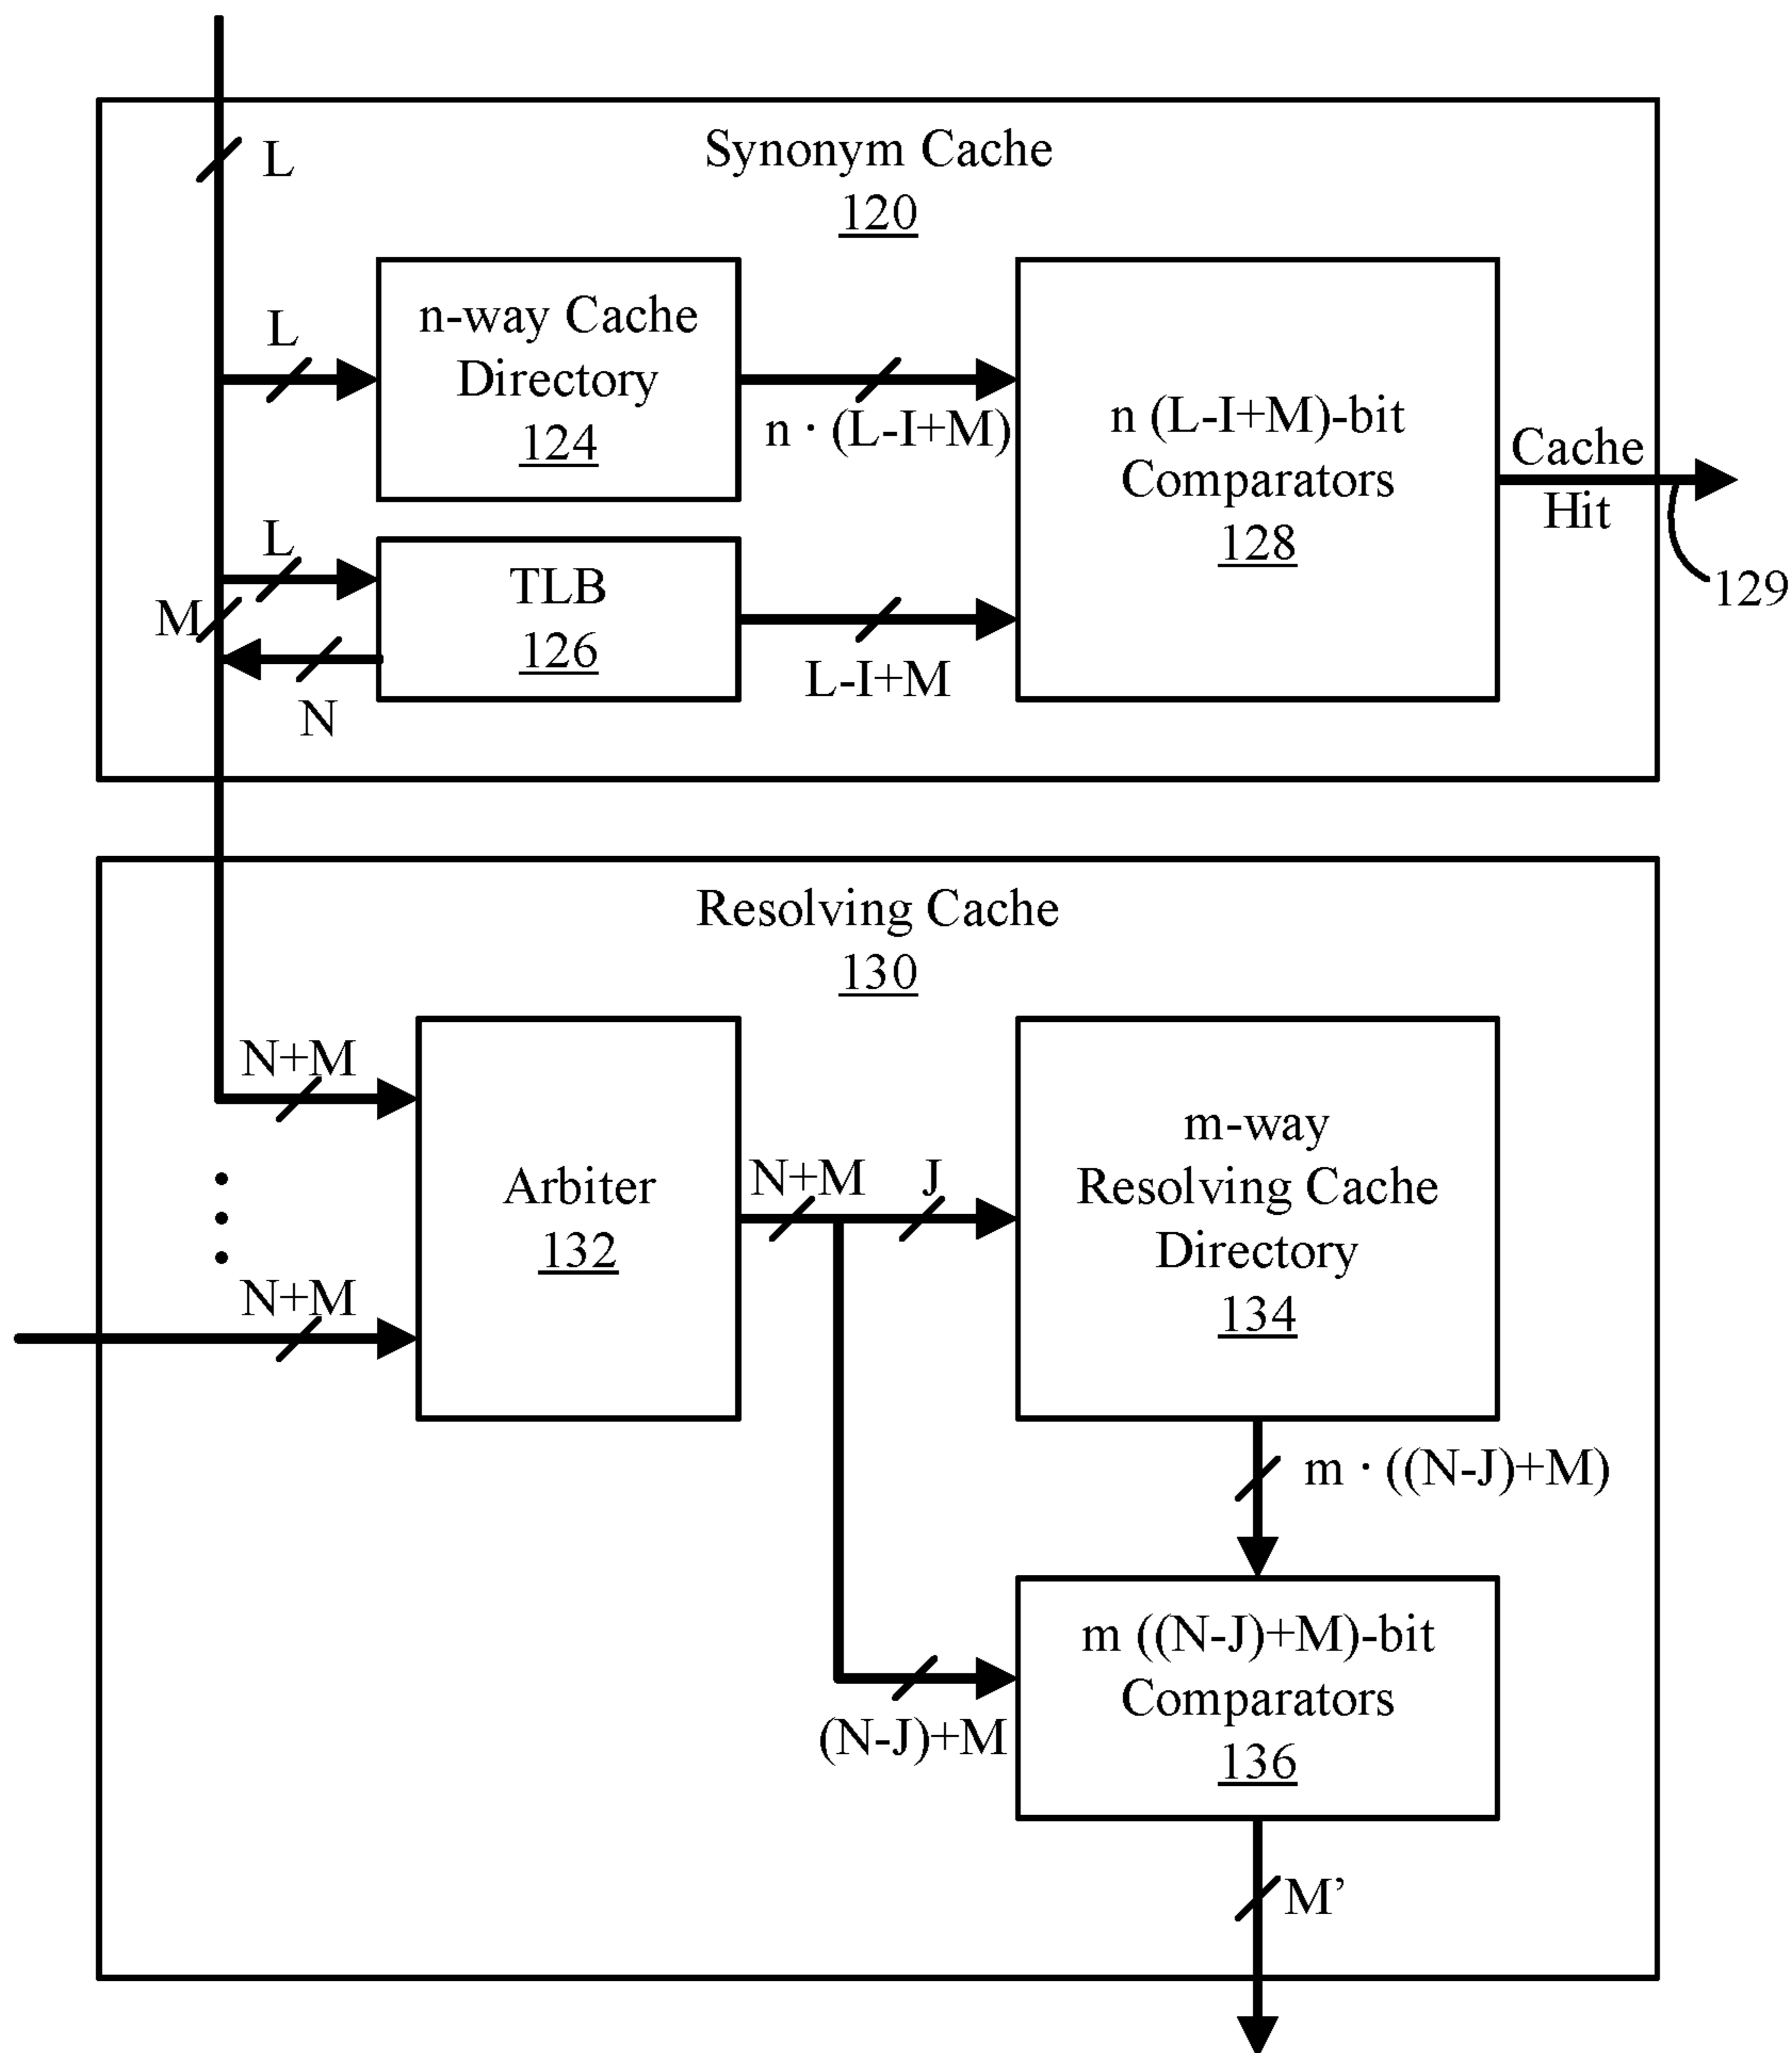 L
Synonym Cache
120
L
n-way Cache
Directory
124
n · (L-I+M)
n (L-I+M)-bit
Comparators
128
Cache
Hit
129
L
M
TLB
126
N
L-I+M
Resolving Cache
130
N+M
N+M
Arbiter
132
N+M
J
m-way
Resolving Cache
Directory
134
m · ((N-J)+M)
(N-J)+M
m ((N-J)+M)-bit
Comparators
136
M’